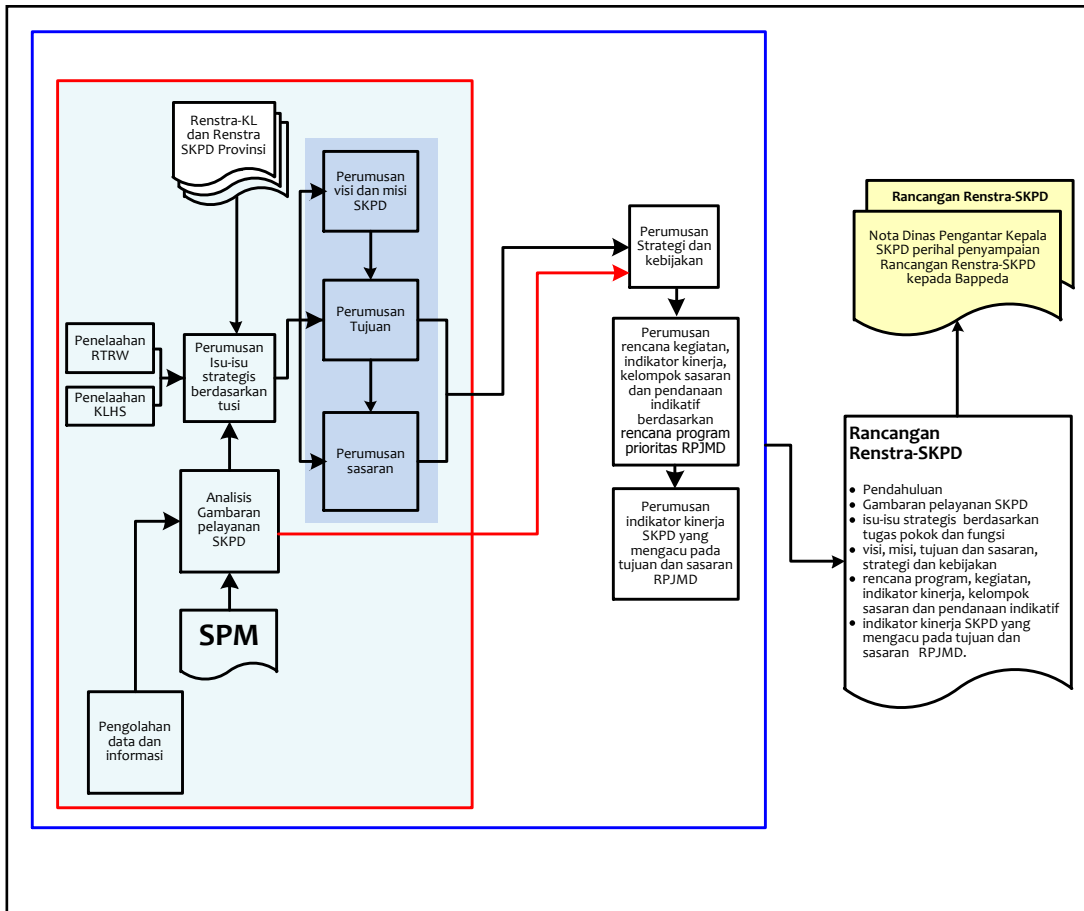 Renstra-KL
dan Renstra
SKPD Provinsi
Perumusan
visi dan misi
SKPD
Perumusan
Tujuan
Perumusan
sasaran
Penelaahan
RTRW
Penelaahan
KLHS
Perumusan
Isu-isu
strategis
berdasarkan
tusi
Analisis
Gambaran
pelayanan
SKPD
SPM
Pengolahan
data dan
informasi
Perumusan
Strategi dan
kebijakan
Perumusan
rencana kegiatan,
indikator kinerja,
kelompok sasaran
dan pendanaan
indikatif
berdasarkan
rencana program
prioritas RPJMD
Perumusan
indikator kinerja
SKPD yang
mengacu pada
tujuan dan sasaran
RPJMD
Rancangan Renstra-SKPD
Nota Dinas Pengantar Kepala
SKPD perihal penyampaian
Rancangan Renstra-SKPD
kepada Bappeda
Rancangan
Renstra-SKPD
• Pendahuluan
• Gambaran pelayanan SKPD
• isu-isu strategis berdasarkan
tugas pokok dan fungsi
• visi, misi, tujuan dan sasaran,
strategi dan kebijakan
• rencana program, kegiatan,
indikator kinerja, kelompok
sasaran dan pendanaan indikatif
• indikator kinerja SKPD yang
mengacu pada tujuan dan
sasaran RPJMD.